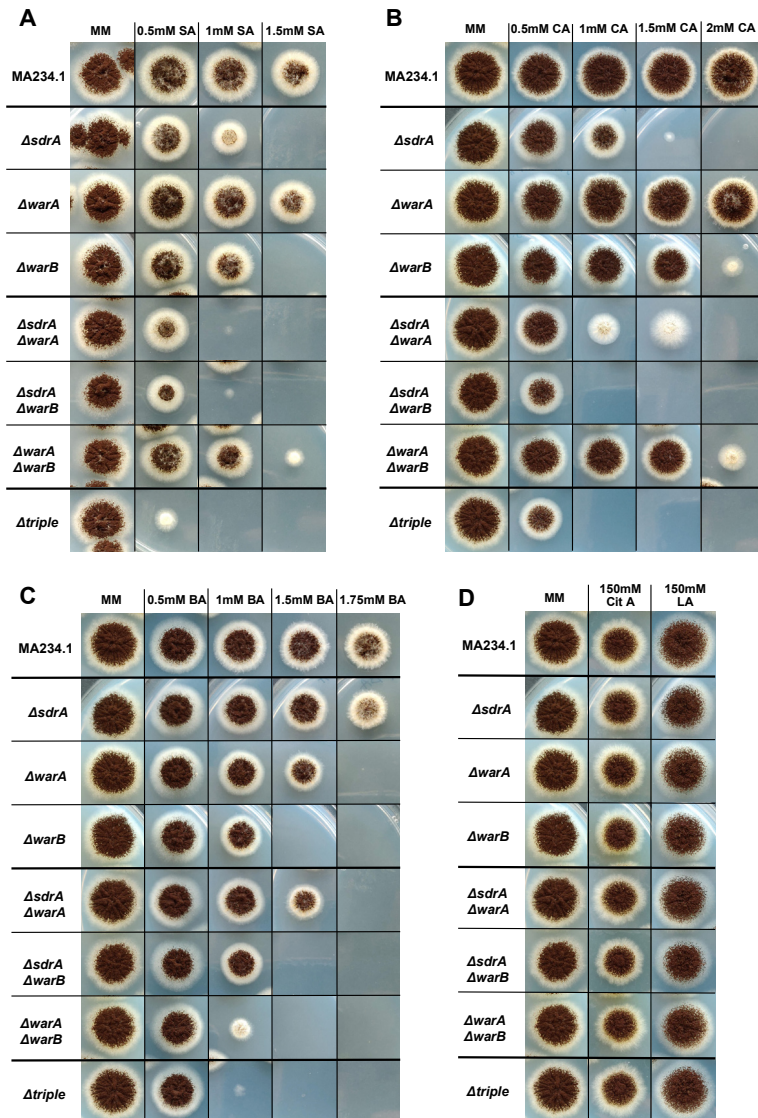 A
MM 0.5mM SA 1mM SA 1.5mM SA
MA234.1
ΔsdrA
ΔwarA
ΔwarB
ΔsdrA
ΔwarA
ΔsdrA
ΔwarB
ΔwarA
ΔwarB
Δtriple
B
MM 0.5mM CA 1mM CA 1.5mM CA 2mM CA
MA234.1
ΔsdrA
ΔwarA
ΔwarB
ΔsdrA
ΔwarA
ΔsdrA
ΔwarB
ΔwarA
ΔwarB
Δtriple
C
MM 0.5mM BA 1mM BA 1.5mM BA 1.75mM BA
MA234.1
ΔsdrA
ΔwarA
ΔwarB
ΔsdrA
ΔwarA
ΔsdrA
ΔwarB
ΔwarA
ΔwarB
Δtriple
D
MM 150mM Cit A 150mM LA
MA234.1
ΔsdrA
ΔwarA
ΔwarB
ΔsdrA
ΔwarA
ΔsdrA
ΔwarB
ΔwarA
ΔwarB
Δtriple